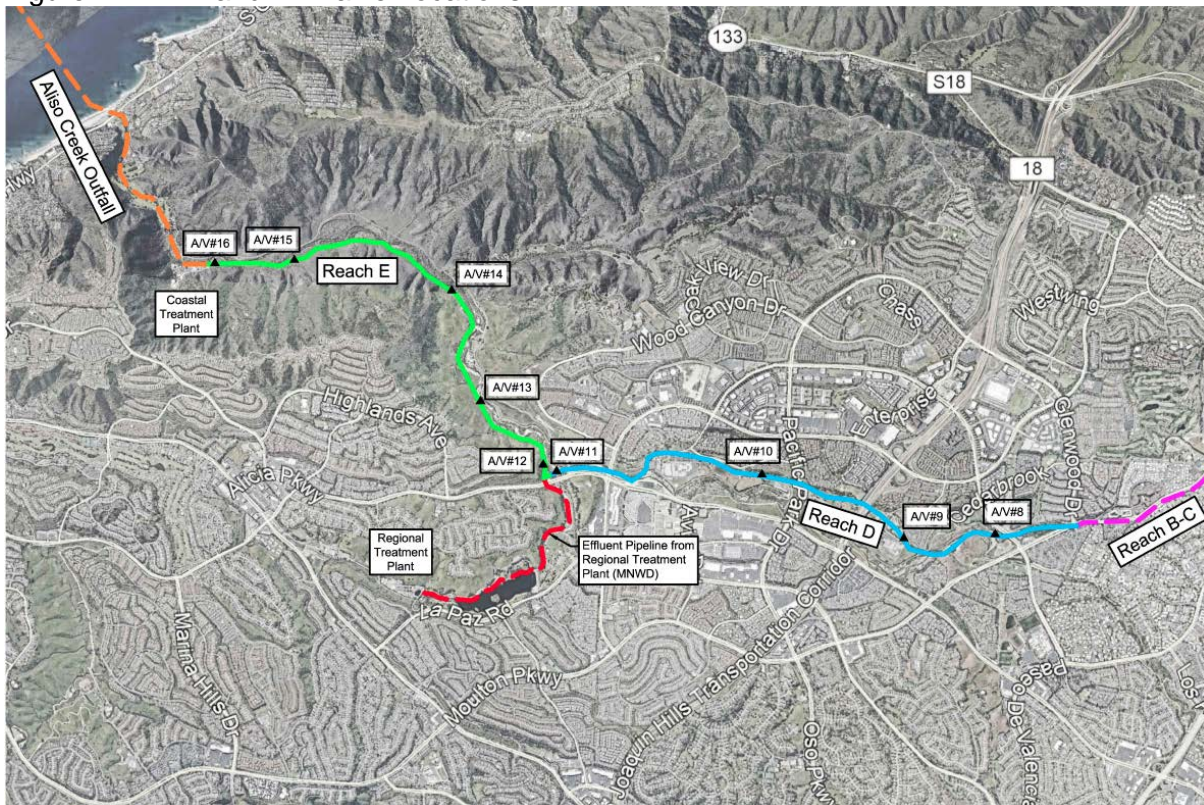 133
S18
18
Aliso Creek Outfall
Hwy
A/V#16
A/V#15
Reach E
A/V#14
Coastal
Treatment
Plant
View Dr
Wood Canyon Dr
Chase
Westwing
A/V#13
Highlands Ave
Enterprise
Glenwood D
Pacific Park Dr
A/V#12
A/V#11
A/V#10
Alicia Pkwy
Cedarbrook
Reach D
A/V#9
A/V#8
Reach B-C
Regional
Treatment
Plant
Effluent Pipeline from
Regional Treatment
Plant (MNWD)
La Paz Rd
Marina Hills Dr
Moulton Pkwy
Joaquin Hills Transportation Corridor
Oso Pkwy
Paseo De Valencia
Los